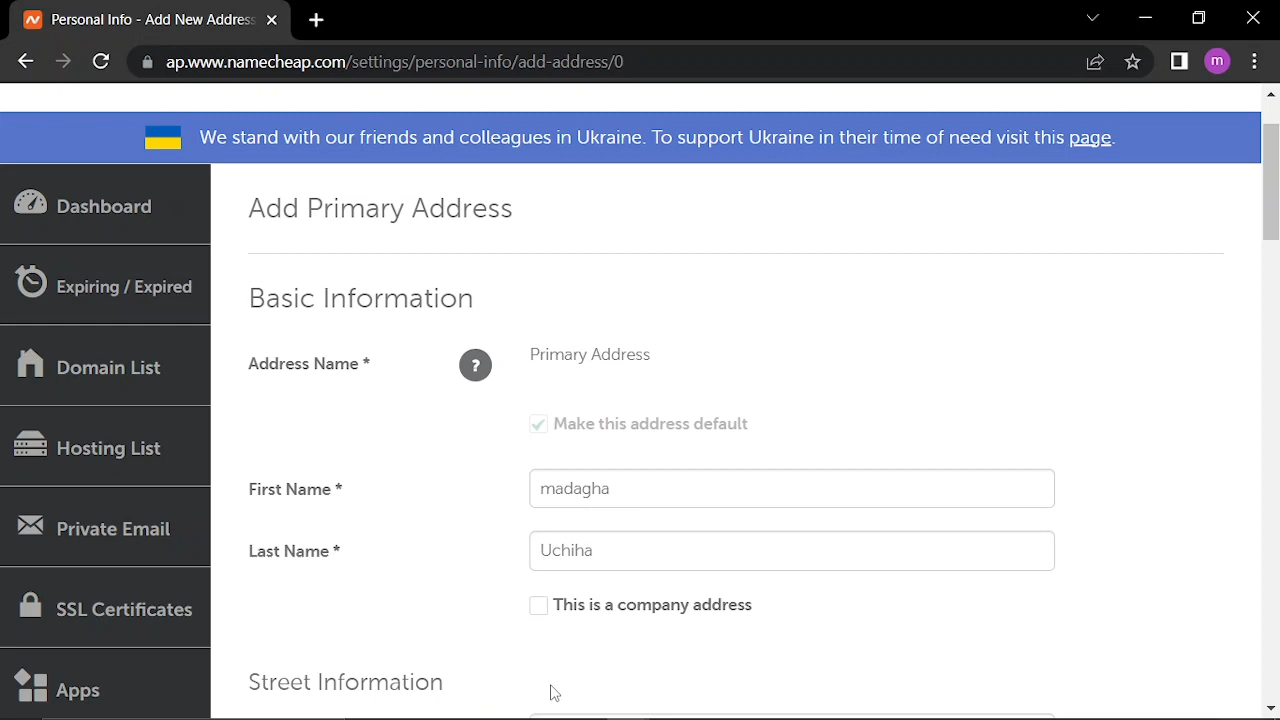 Personal Info - Add New Address
ap.www.namecheap.com/settings/personal-info/add-address/0
m
We stand with our friends and colleagues in Ukraine. To support Ukraine in their time of need visit this page.
Dashboard
Expiring / Expired
Domain List
Hosting List
Private Email
SSL Certificates
Apps
Add Primary Address
Basic Information
Address Name *
?
Primary Address
Make this address default
First Name *
madagha
Last Name *
Uchiha
This is a company address
Street Information